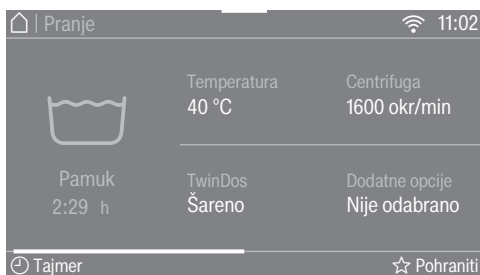 | Pranje 11:02
Temperatura Centrifuga
40 °C 1600 okr/min
Pamuk TwinDos Dodatne opcije
2:29 h Šareno Nije odabrano
Tajmer Pohraniti